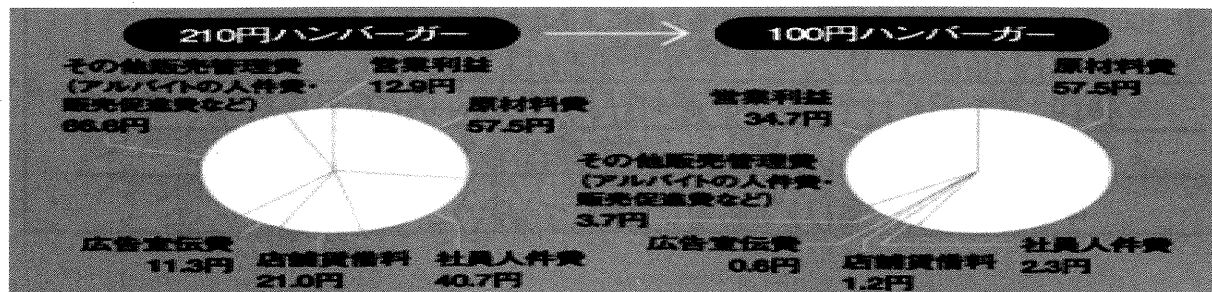 210円ハンバーガー
その他販売管理費
(アルバイトの人件費・
販売促進費など)
66.6円
営業利益
12.9円
原材料費
57.5円
広告宣伝費
11.3円
店舗賃借料
21.0円
社員人件費
40.7円
100円ハンバーガー
原材料費
57.5円
営業利益
34.7円
その他販売管理費
(アルバイトの人件費・
販売促進費など)
3.7円
広告宣伝費
0.6円
店舗賃借料
1.2円
社員人件費
2.3円